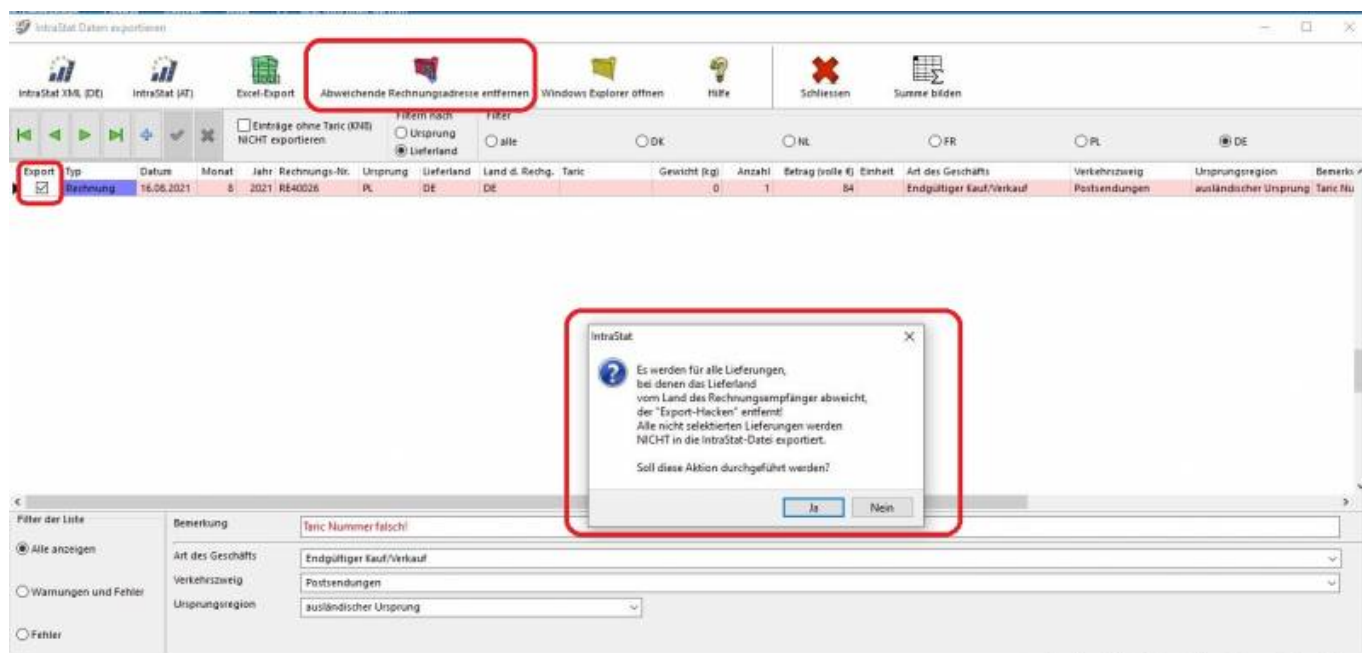 IntraStat Daten exportieren
IntraStat XML (DE) IntraStat (AT) Excel-Export Abweichende Rechnungsadresse entfernen Windows Explorer öffnen Hilfe Schliessen Summe bilden
Einträge ohne Taric (KN8)
NICHT exportieren
Filtern nach
Ursprung
Lieferland
Filter
alle DK NL FR PL DE
Export Typ Datum Monat Jahr Rechnungs-Nr. Ursprung Lieferland Land d. Rechg. Taric Gewicht (kg) Anzahl Betrag (volle €) Einheit Art des Geschäfts Verkehrszweig Ursprungsregion Bemerku
Rechnung 16.08.2021 8 2021 RE40026 PL DE DE 0 1 84 Endgültiger Kauf/Verkauf Postsendungen ausländischer Ursprung Taric Nu
IntraStat
Es werden für alle Lieferungen,
bei denen das Lieferland
vom Land des Rechnungsempfänger abweicht,
der "Export-Hacken" entfernt!
Alle nicht selektierten Lieferungen werden
NICHT in die IntraStat-Datei exportiert.
Soll diese Aktion durchgeführt werden?
Ja Nein
Filter der Liste
Alle anzeigen
Warnungen und Fehler
Fehler
Bemerkung Taric Nummer falsch!
Art des Geschäfts Endgültiger Kauf/Verkauf
Verkehrszweig Postsendungen
Ursprungsregion ausländischer Ursprung